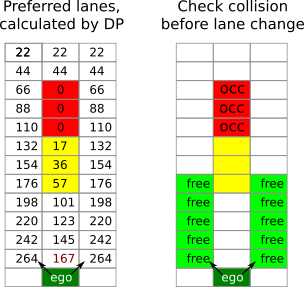 Preferred lanes,
calculated by DP
22 22 22
44 44 44
66 0 66
88 0 88
110 0 110
132 17 132
154 36 154
176 57 176
198 101 198
220 123 220
242 145 242
264 167 264
ego
Check collision
before lane change
occ
occ
occ
free free
free free
free free
free free
free free
ego